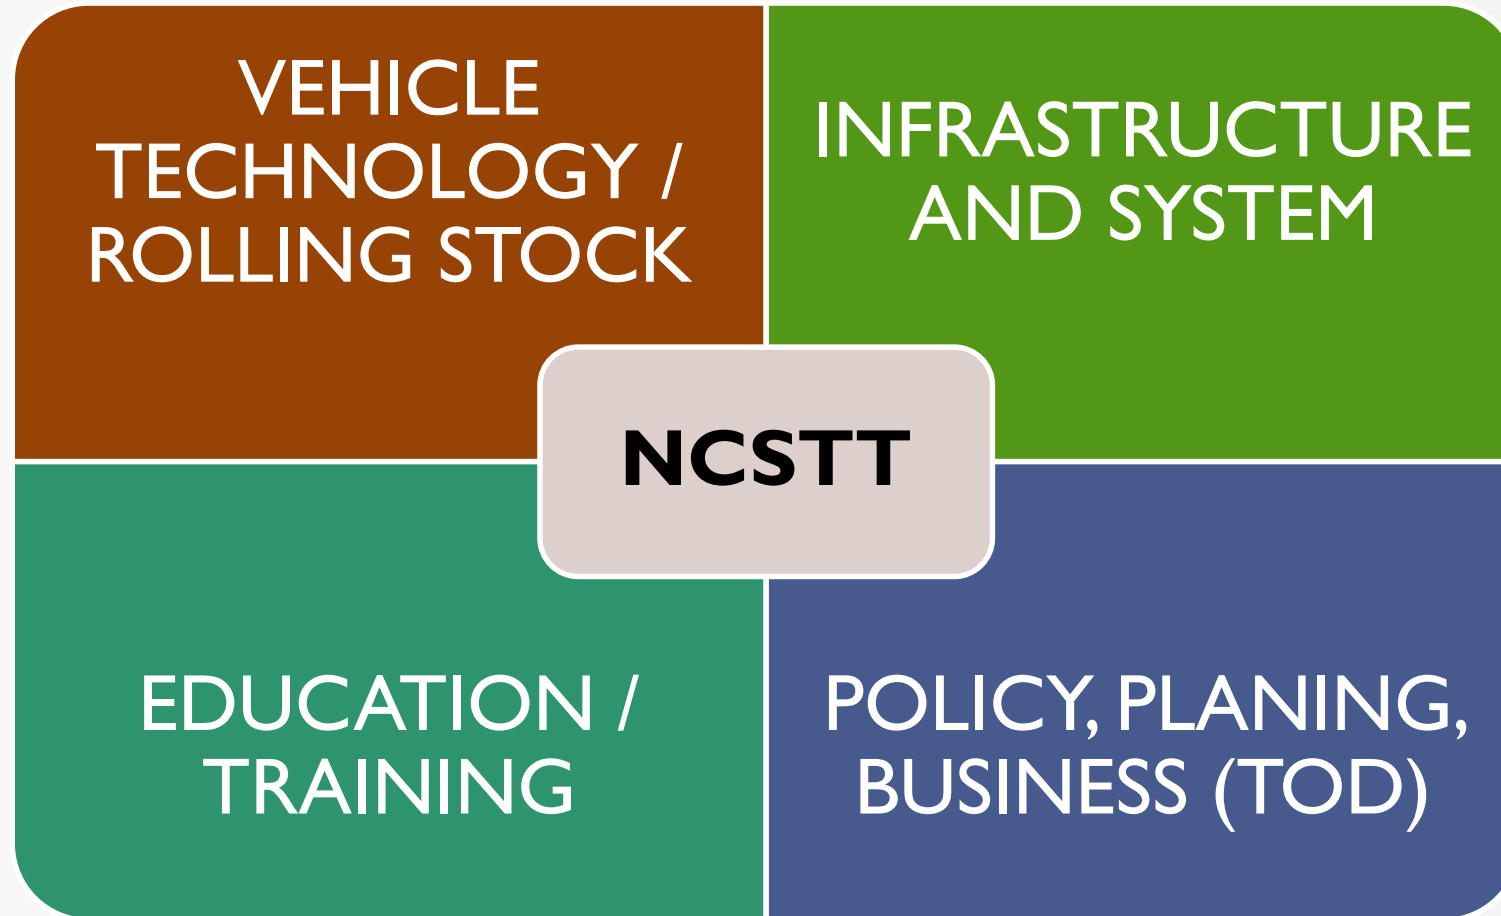 VEHICLE
TECHNOLOGY /
ROLLING STOCK
INFRASTRUCTURE
AND SYSTEM
NCSTT
EDUCATION /
TRAINING
POLICY, PLANING,
BUSINESS (TOD)